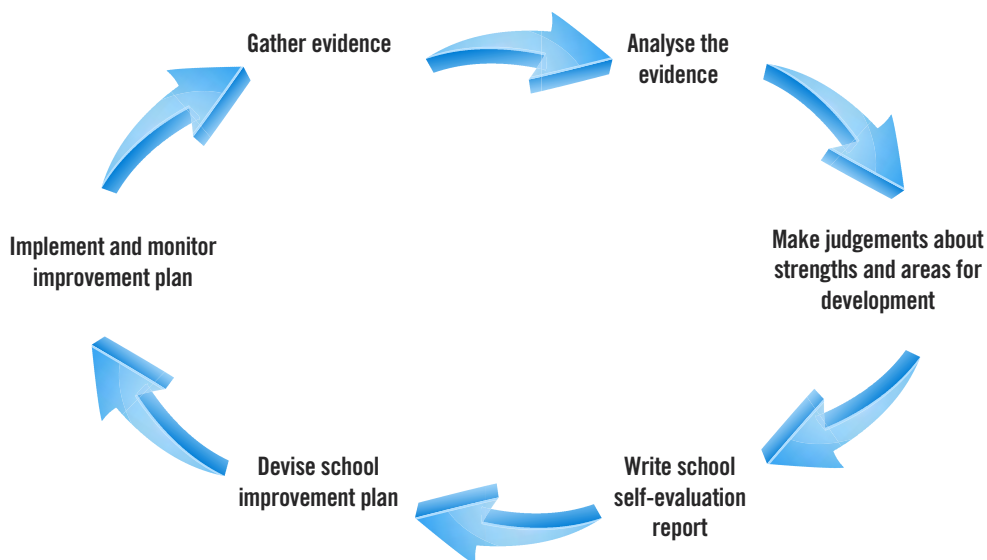 Gather evidence
Analyse the
evidence
Make judgements about
strengths and areas for
development
Write school
self-evaluation
report
Devise school
improvement plan
Implement and monitor
improvement plan